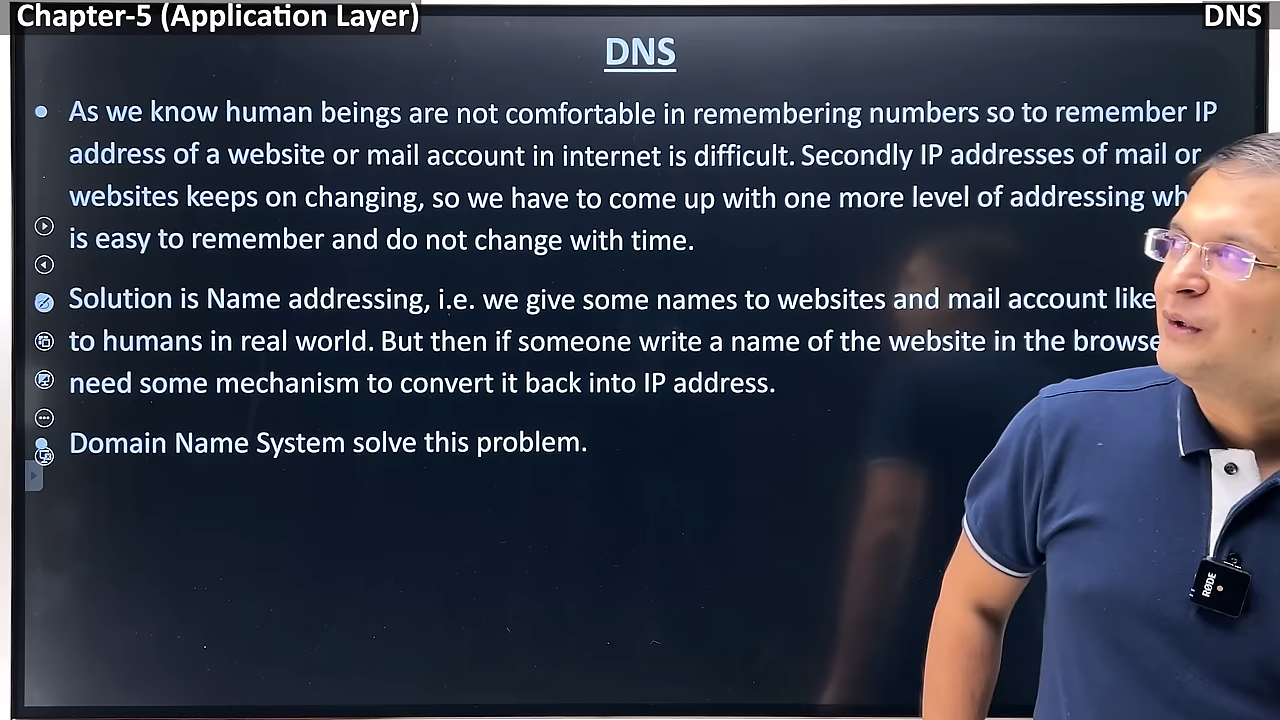 Chapter-5 (Application Layer)
DNS
DNS
As we know human beings are not comfortable in remembering numbers so to remember IP
address of a website or mail account in internet is difficult. Secondly IP addresses of mail or
websites keeps on changing, so we have to come up with one more level of addressing
is easy to remember and do not change with time.
Solution is Name addressing, i.e. we give some names to websites and mail account like
to humans in real world. But then if someone write a name of the website in the
need some mechanism to convert it back into IP address.
Domain Name System solve this problem.
RØDE